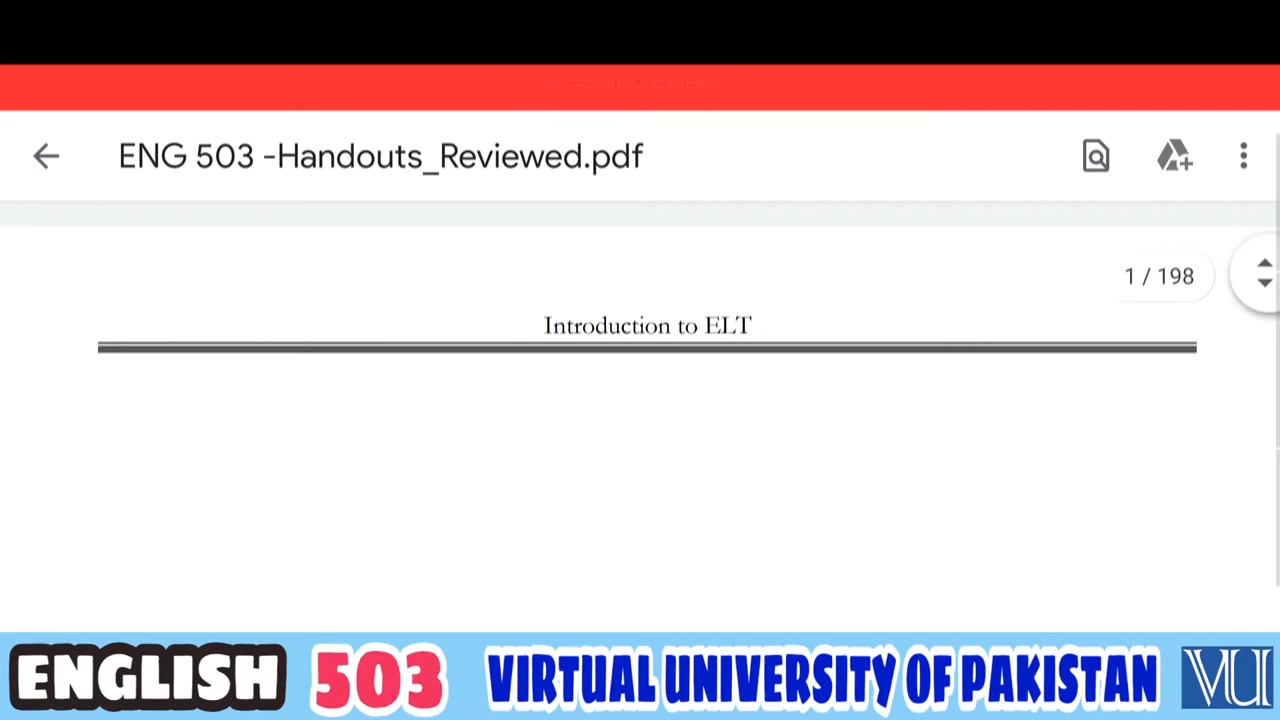 ENG 503 -Handouts_Reviewed.pdf
1 / 198
Introduction to ELT
ENGLISH 503 VIRTUAL UNIVERSITY OF PAKISTAN VU